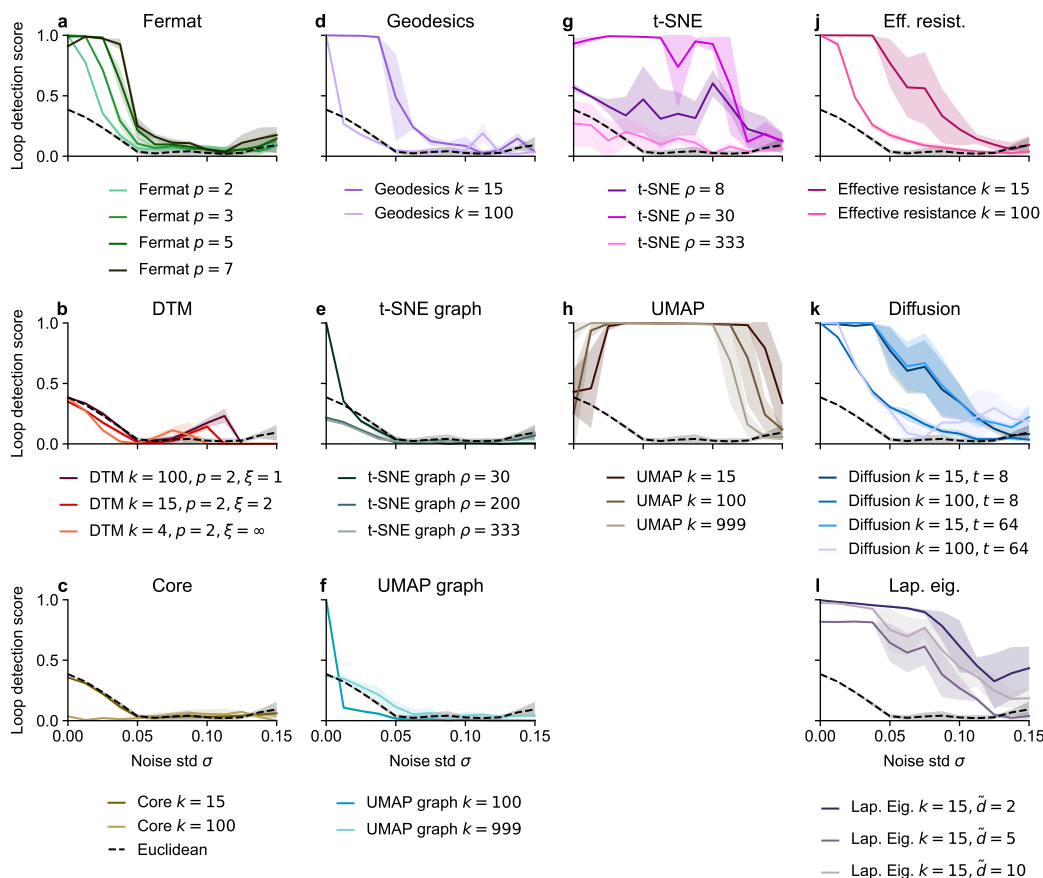 a Fermat
d Geodesics
g t-SNE
j Eff. resist.
Loop detection score
1.0
0.5
0.0
Fermat p = 2
Fermat p = 3
Fermat p = 5
Fermat p = 7
Geodesics k = 15
Geodesics k = 100
t-SNE ρ = 8
t-SNE ρ = 30
t-SNE ρ = 333
Effective resistance k = 15
Effective resistance k = 100
b DTM
e t-SNE graph
h UMAP
k Diffusion
Loop detection score
1.0
0.5
0.0
DTM k = 100, p = 2, ξ = 1
DTM k = 15, p = 2, ξ = 2
DTM k = 4, p = 2, ξ = ∞
t-SNE graph ρ = 30
t-SNE graph ρ = 200
t-SNE graph ρ = 333
UMAP k = 15
UMAP k = 100
UMAP k = 999
Diffusion k = 15, t = 8
Diffusion k = 100, t = 8
Diffusion k = 15, t = 64
Diffusion k = 100, t = 64
c Core
f UMAP graph
l Lap. eig.
Loop detection score
1.0
0.5
0.0
0.00 0.05 0.10 0.15
Noise std σ
0.00 0.05 0.10 0.15
Noise std σ
0.00 0.05 0.10 0.15
Noise std σ
Core k = 15
Core k = 100
Euclidean
UMAP graph k = 100
UMAP graph k = 999
Lap. Eig. k = 15, d̃ = 2
Lap. Eig. k = 15, d̃ = 5
Lap. Eig. k = 15, d̃ = 10